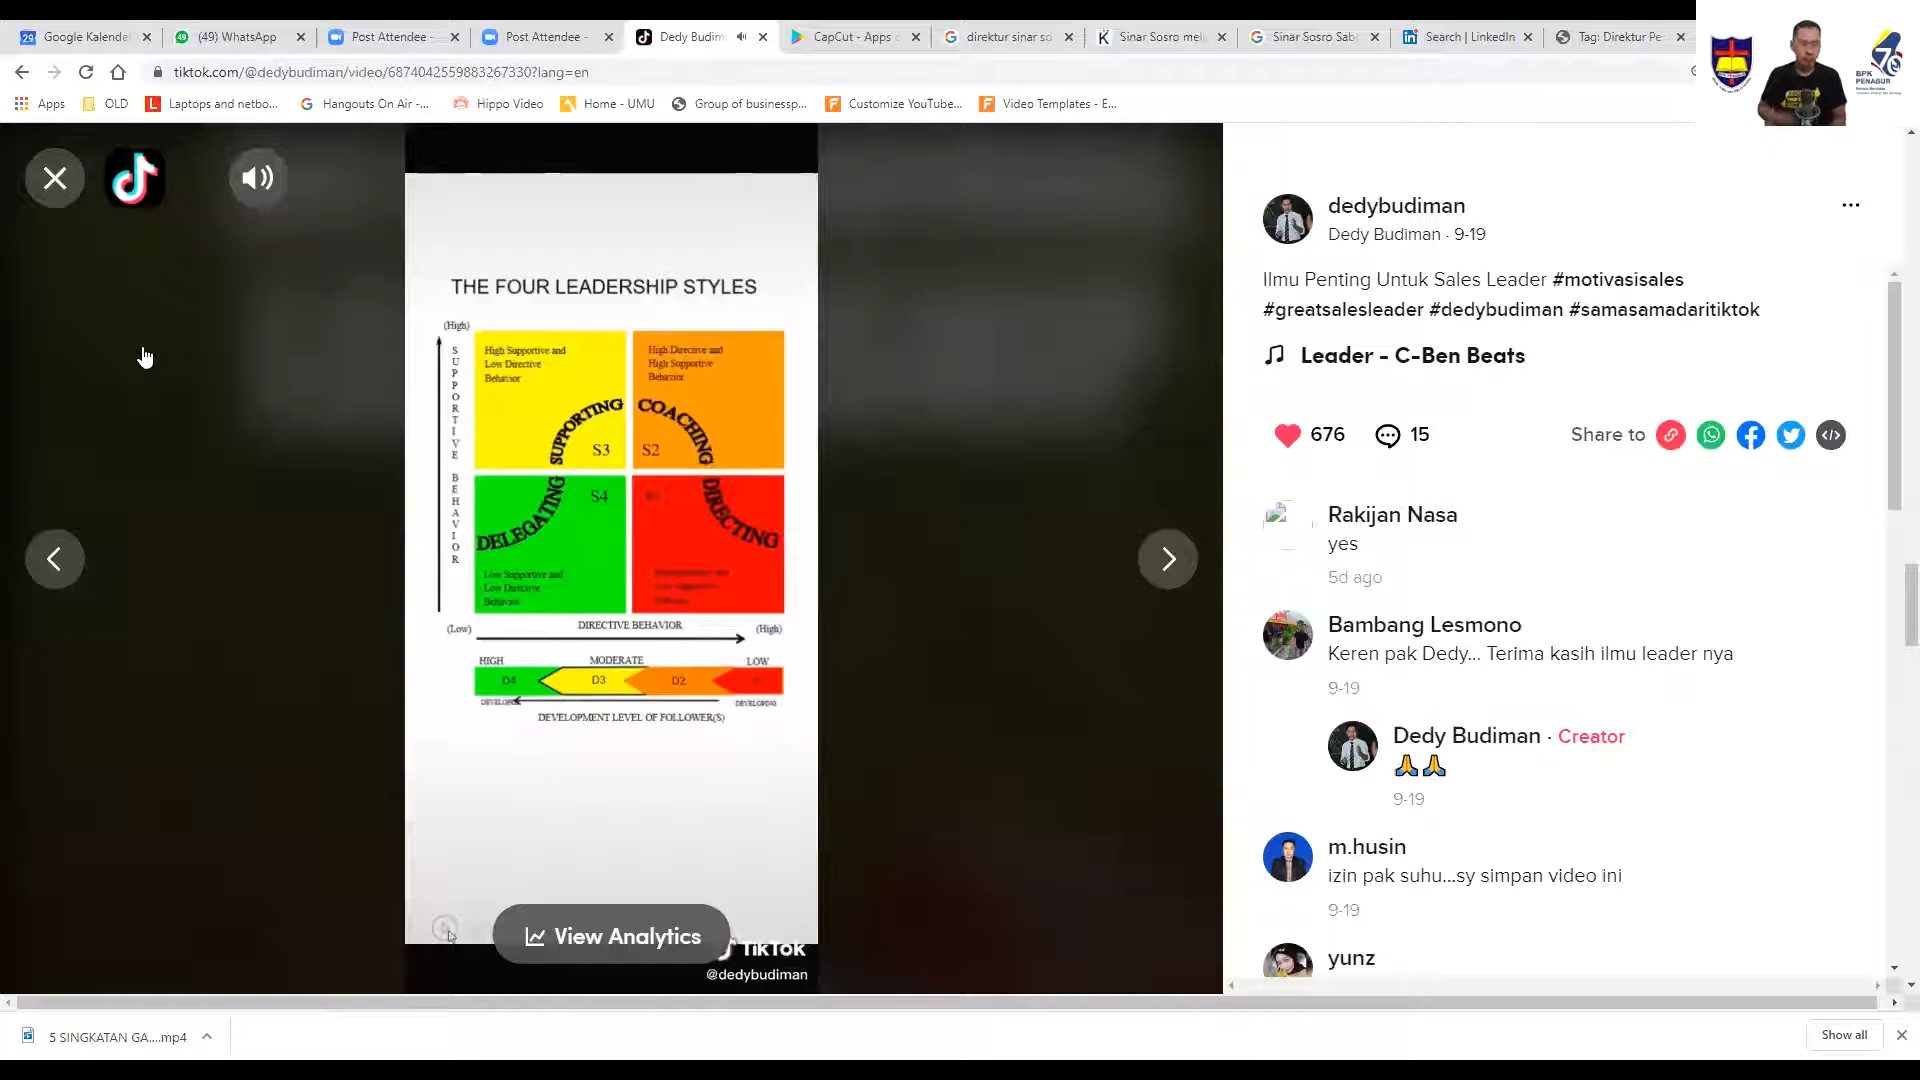 Google Kalende
(49) WhatsApp
Post Attendee -
Post Attendee -
Dedy Budim
CapCut - Apps
direktur sinar so
Sinar Sosro mel
Sinar Sosro Sab
Search | LinkedIn
Tag: Direktur Pe
tiktok.com/@dedybudiman/video/6874042559883267330?lang=en
Apps
OLD
Laptops and netbo...
Hangouts On Air -...
Hippo Video
Home - UMU
Group of businessp...
Customize YouTube...
Video Templates - E...
BPK
PENABUR
THE FOUR LEADERSHIP STYLES
(High)
SUPPORTIVE BEHAVIOR
High Supportive and
Low Directive
Behavior
SUPPORTING
S3
High Directive and
High Supportive
Behavior
COACHING
S2
DELEGATING
S4
Low Supportive and
Low Directive
Behavior
DIRECTING
(Low)
DIRECTIVE BEHAVIOR
(High)
HIGH
MODERATE
LOW
D4
D3
D2
DEVELOPING
DEVELOPMENT LEVEL OF FOLLOWER(S)
View Analytics
TikTok
@dedybudiman
dedybudiman
Dedy Budiman · 9-19
Ilmu Penting Untuk Sales Leader #motivasisales
#greatsalesleader #dedybudiman #samasamadaritiktok
Leader - C-Ben Beats
676
15
Share to
Rakijan Nasa
yes
5d ago
Bambang Lesmono
Keren pak Dedy... Terima kasih ilmu leader nya
9-19
Dedy Budiman · Creator
🙏🙏
9-19
m.husin
izin pak suhu...sy simpan video ini
9-19
yunz
5 SINGKATAN GA....mp4
Show all